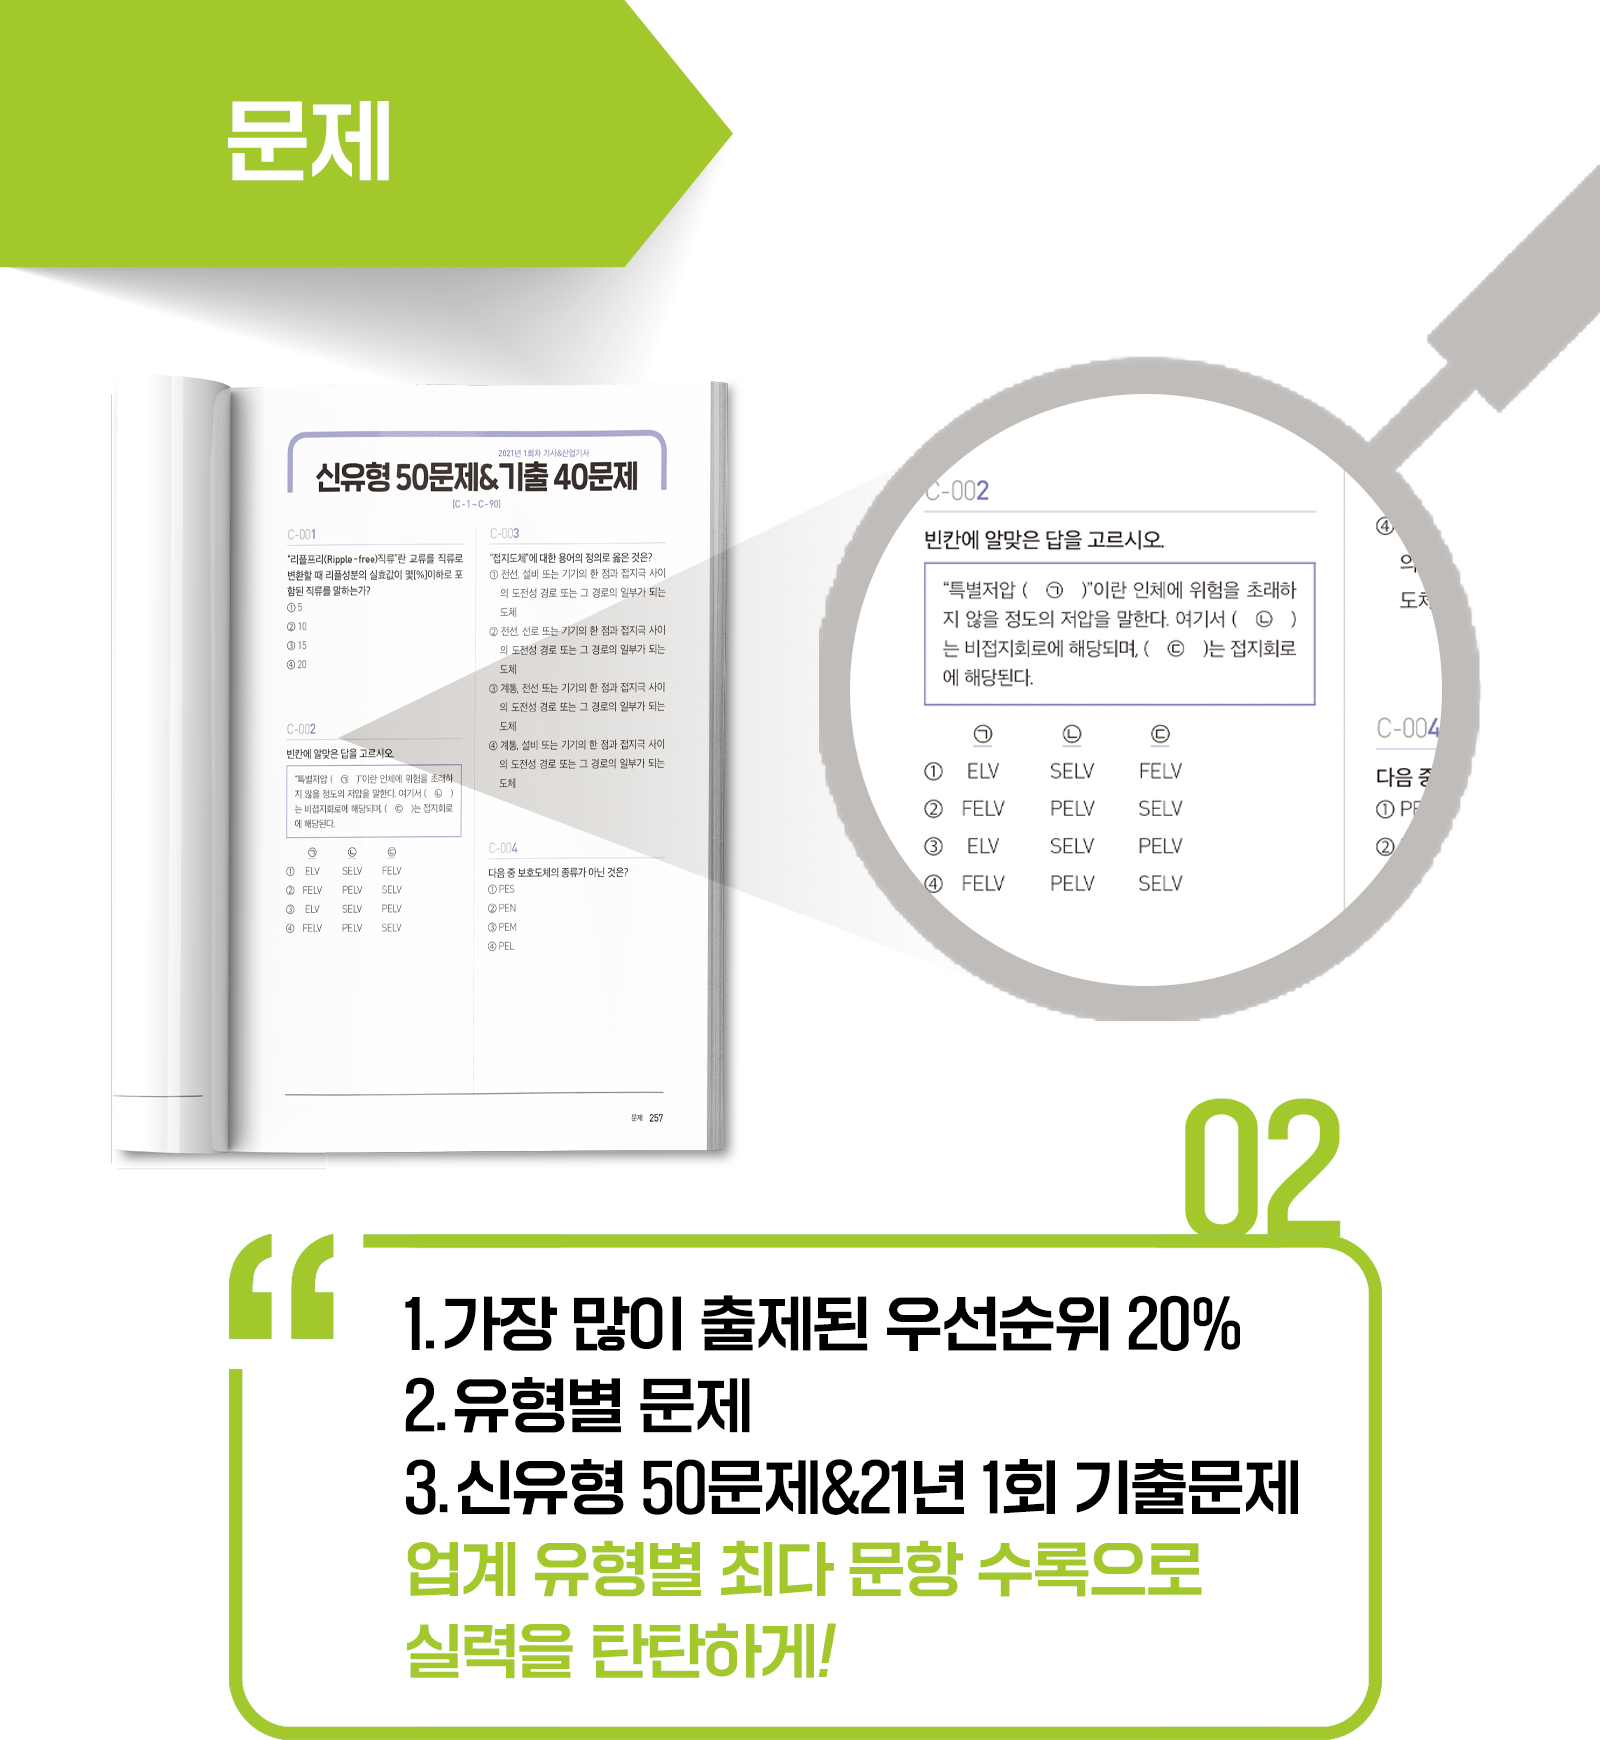 문제
2021년 1회차 기사&산업기사
신유형 50문제&기출 40문제
(C-1~C-90)
C-001
"리플프리(Ripple-free)직류"란 교류를 직류로
변환할 때 리플성분의 실효값이 몇[%]이하로 포
함된 직류를 말하는가?
① 5
② 10
③ 15
④ 20
C-002
빈칸에 알맞은 답을 고르시오.
"특별저압 ( ㉠ )"이란 인체에 위험을 초래하
지 않을 정도의 저압을 말한다. 여기서 ( ㉡ )
는 비접지회로에 해당되며, ( ㉢ )는 접지회로
에 해당된다.
㉠ ㉡ ㉢
① ELV SELV FELV
② FELV PELV SELV
③ ELV SELV PELV
④ FELV PELV SELV
C-003
"접지도체"에 대한 용어의 정의로 옳은 것은?
① 전선, 설비 또는 기기의 한 점과 접지극 사이
의 도전성 경로 또는 그 경로의 일부가 되는
도체
② 전선, 선로 또는 기기의 한 점과 접지극 사이
의 도전성 경로 또는 그 경로의 일부가 되는
도체
③ 계통, 전선 또는 기기의 한 점과 접지극 사이
의 도전성 경로 또는 그 경로의 일부가 되는
도체
④ 계통, 설비 또는 기기의 한 점과 접지극 사이
의 도전성 경로 또는 그 경로의 일부가 되는
도체
C-004
다음 중 보호도체의 종류가 아닌 것은?
① PES
② PEN
③ PEM
④ PEL
문제 257
C-002
빈칸에 알맞은 답을 고르시오.
"특별저압 ( ㉠ )"이란 인체에 위험을 초래하
지 않을 정도의 저압을 말한다. 여기서 ( ㉡ )
는 비접지회로에 해당되며, ( ㉢ )는 접지회로
에 해당된다.
㉠ ㉡ ㉢
① ELV SELV FELV
② FELV PELV SELV
③ ELV SELV PELV
④ FELV PELV SELV
④
의
도체
C-004
다음 중
① PE
②
02
1. 가장 많이 출제된 우선순위 20%
2. 유형별 문제
3. 신유형 50문제&21년 1회 기출문제
업계 유형별 최다 문항 수록으로
실력을 탄탄하게!